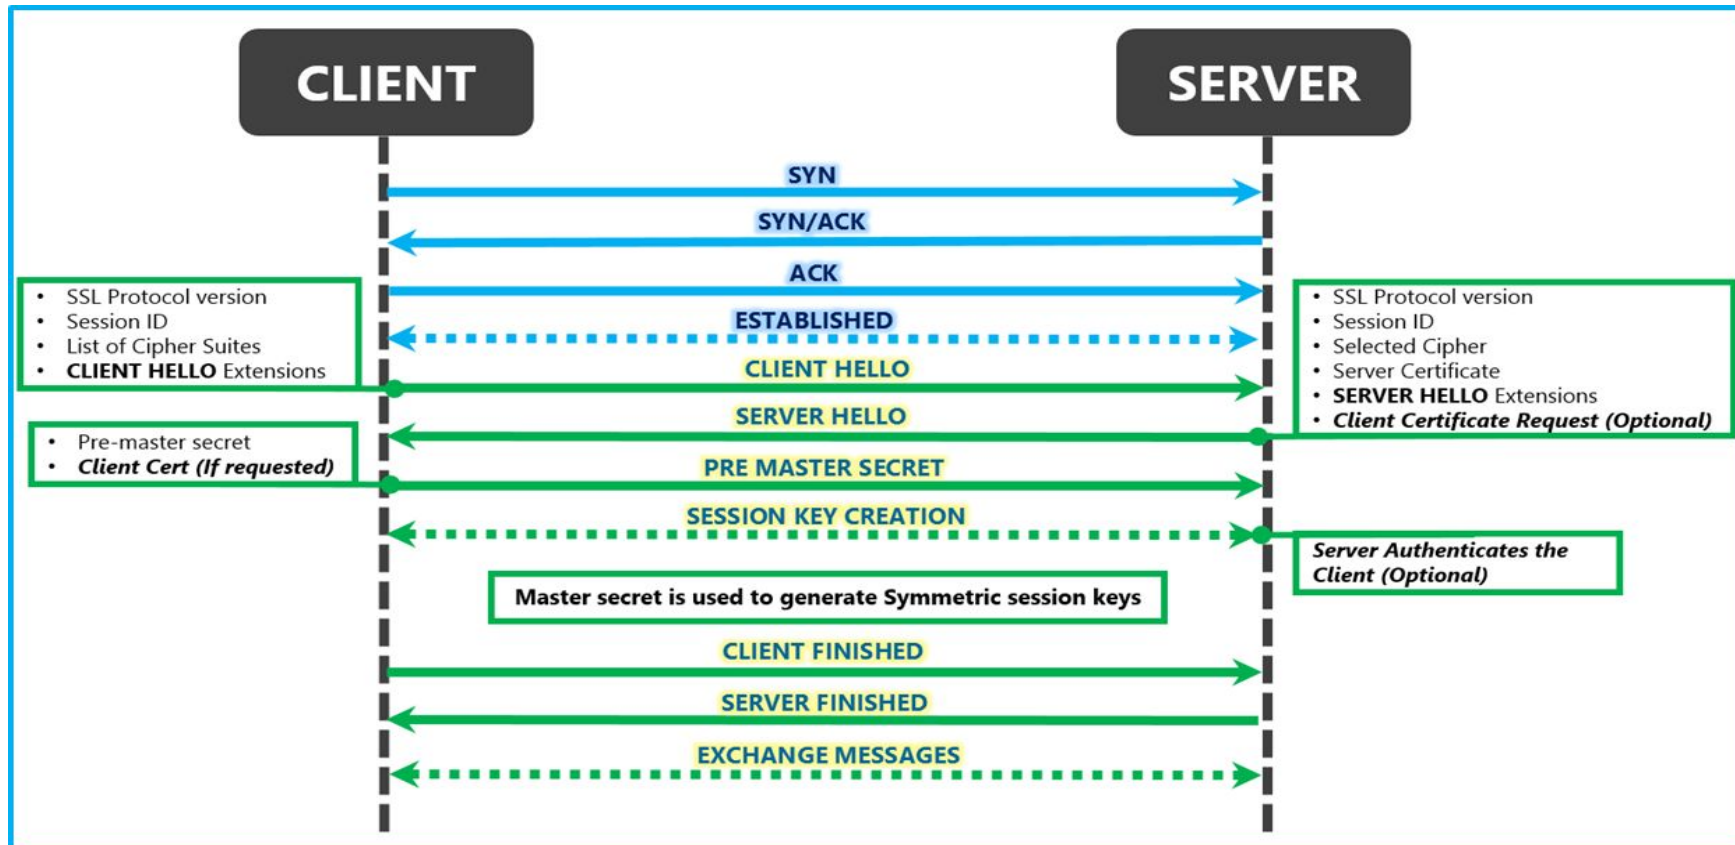 CLIENT
SERVER
SYN
SYN/ACK
ACK
• SSL Protocol version
• Session ID
• List of Cipher Suites
• CLIENT HELLO Extensions
• SSL Protocol version
• Session ID
• Selected Cipher
• Server Certificate
• SERVER HELLO Extensions
• Client Certificate Request (Optional)
ESTABLISHED
CLIENT HELLO
SERVER HELLO
• Pre-master secret
• Client Cert (If requested)
PRE MASTER SECRET
SESSION KEY CREATION
Server Authenticates the
Client (Optional)
Master secret is used to generate Symmetric session keys
CLIENT FINISHED
SERVER FINISHED
EXCHANGE MESSAGES